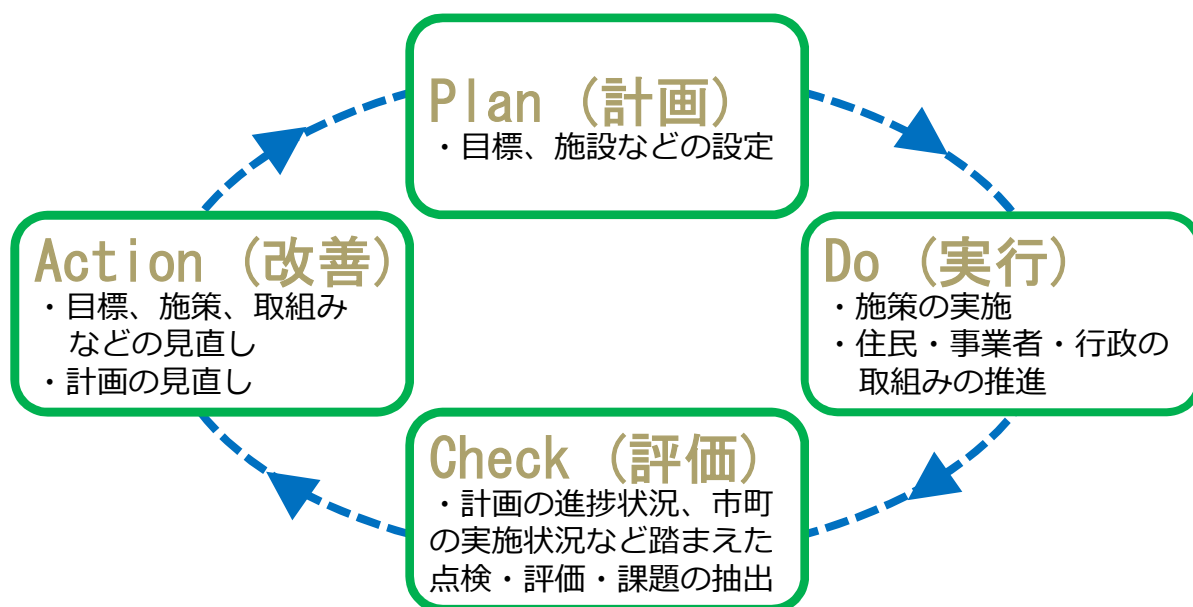 Plan (計画)
・目標、施設などの設定
Action (改善)
・目標、施策、取組み
などの見直し
・計画の見直し
Do (実行)
・施策の実施
・住民・事業者・行政の
取組みの推進
Check (評価)
・計画の進捗状況、市町
の実施状況など踏まえた
点検・評価・課題の抽出